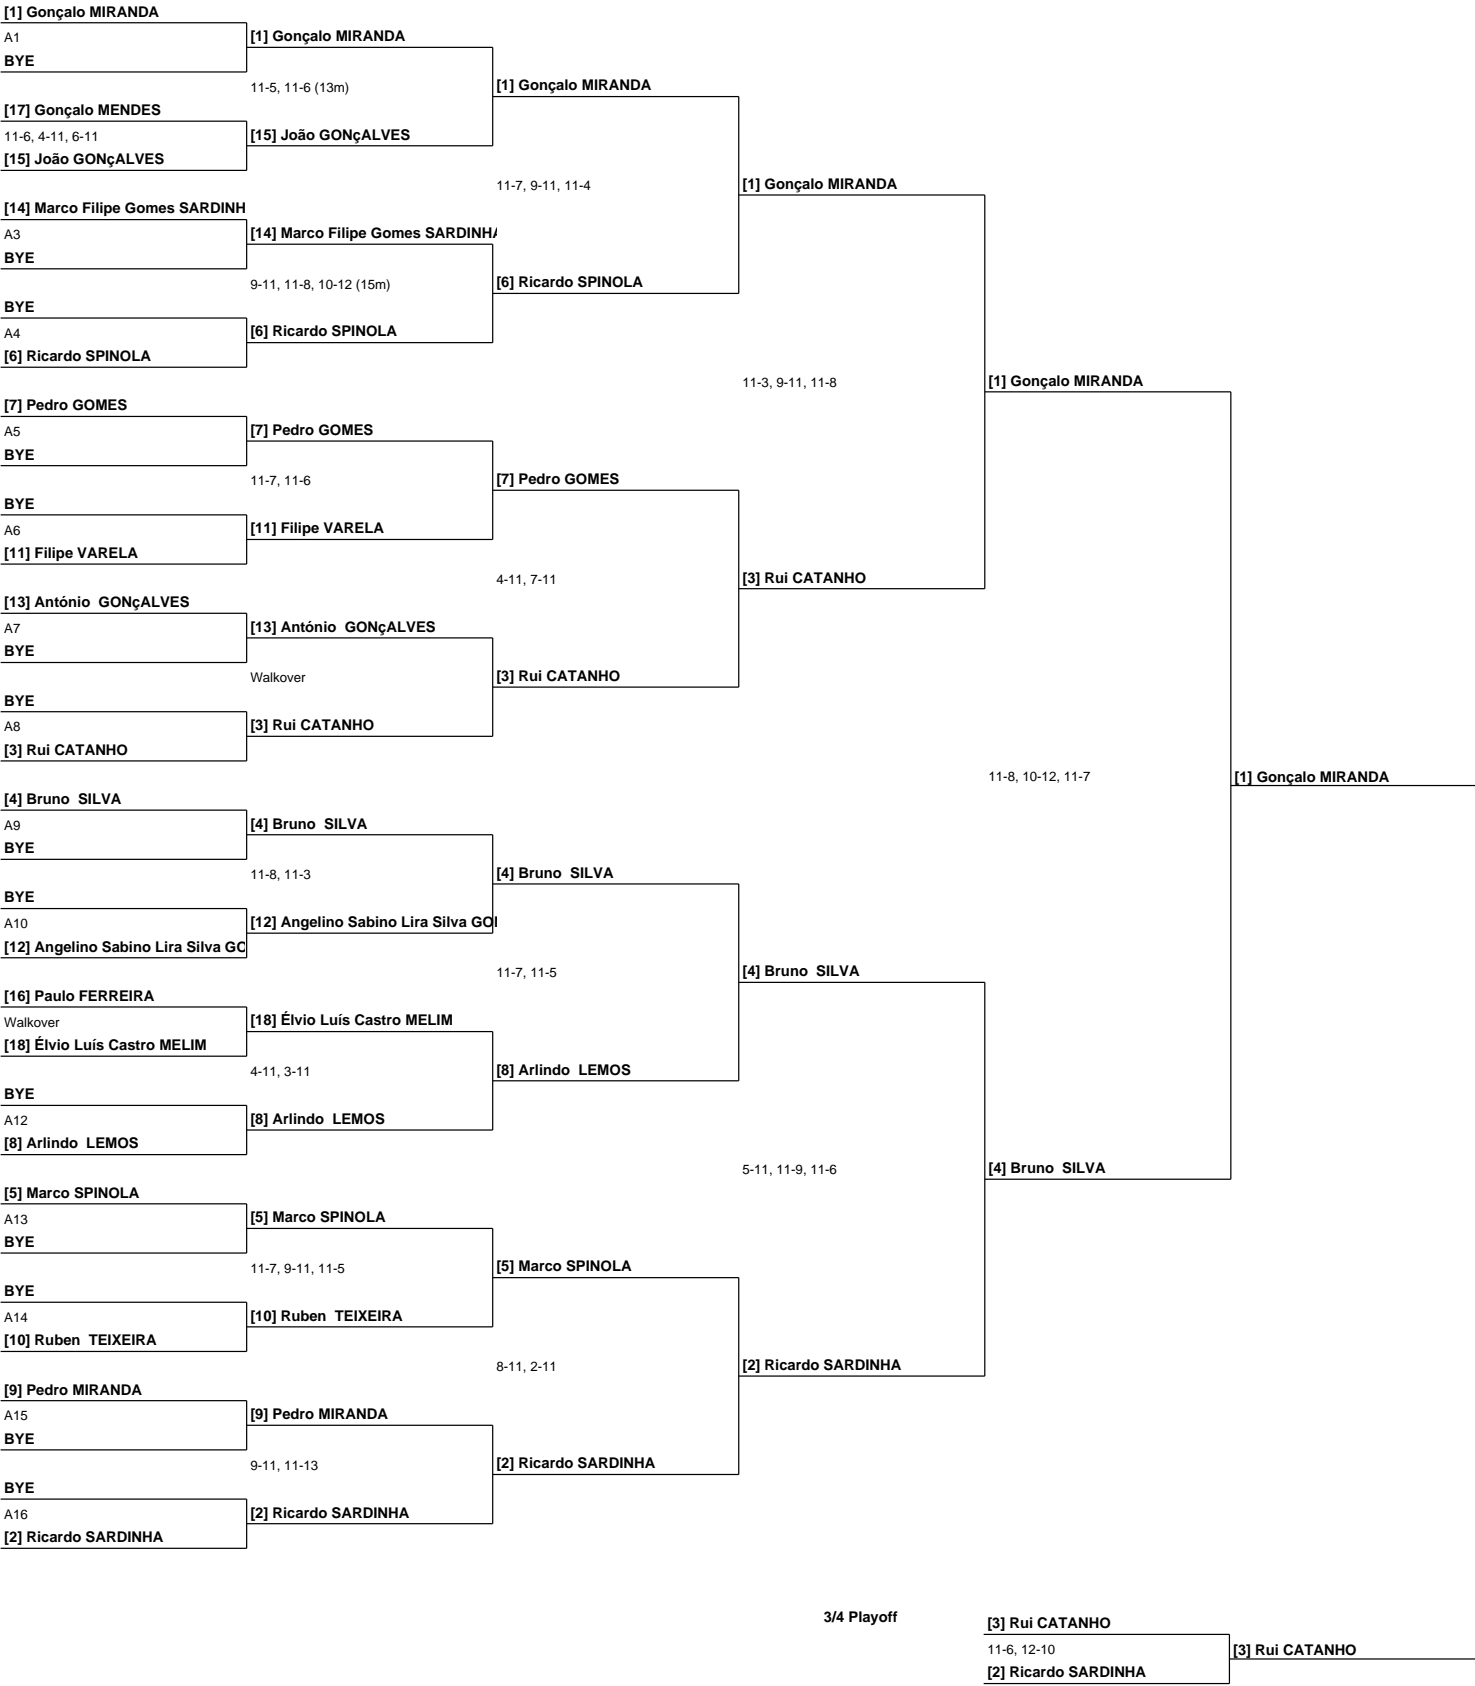 [1] Gonçalo MIRANDA
A1
BYE
[17] Gonçalo MENDES
11-6, 4-11, 6-11
[15] João GONçALVES
[14] Marco Filipe Gomes SARDINH
A3
BYE
BYE
A4
[6] Ricardo SPINOLA
[7] Pedro GOMES
A5
BYE
BYE
A6
[11] Filipe VARELA
[13] António  GONçALVES
A7
BYE
BYE
A8
[3] Rui CATANHO
[4] Bruno  SILVA
A9
BYE
BYE
A10
[12] Angelino Sabino Lira Silva GO
[16] Paulo FERREIRA
Walkover
[18] Élvio Luís Castro MELIM
BYE
A12
[8] Arlindo  LEMOS
[5] Marco SPINOLA
A13
BYE
BYE
A14
[10] Ruben  TEIXEIRA
[9] Pedro MIRANDA
A15
BYE
BYE
A16
[2] Ricardo SARDINHA
[1] Gonçalo MIRANDA
11-5, 11-6 (13m)
[15] João GONçALVES
[14] Marco Filipe Gomes SARDINHA
9-11, 11-8, 10-12 (15m)
[6] Ricardo SPINOLA
[7] Pedro GOMES
11-7, 11-6
[11] Filipe VARELA
[13] António  GONçALVES
Walkover
[3] Rui CATANHO
[4] Bruno  SILVA
11-8, 11-3
[12] Angelino Sabino Lira Silva GO
[18] Élvio Luís Castro MELIM
4-11, 3-11
[8] Arlindo  LEMOS
[5] Marco SPINOLA
11-7, 9-11, 11-5
[10] Ruben  TEIXEIRA
[9] Pedro MIRANDA
9-11, 11-13
[2] Ricardo SARDINHA
[1] Gonçalo MIRANDA
11-7, 9-11, 11-4
[6] Ricardo SPINOLA
[7] Pedro GOMES
4-11, 7-11
[3] Rui CATANHO
[4] Bruno  SILVA
11-7, 11-5
[8] Arlindo  LEMOS
[5] Marco SPINOLA
8-11, 2-11
[2] Ricardo SARDINHA
[1] Gonçalo MIRANDA
11-3, 9-11, 11-8
[3] Rui CATANHO
[4] Bruno  SILVA
5-11, 11-9, 11-6
[2] Ricardo SARDINHA
[1] Gonçalo MIRANDA
11-8, 10-12, 11-7
[4] Bruno  SILVA
[1] Gonçalo MIRANDA
3/4 Playoff
[3] Rui CATANHO
11-6, 12-10
[2] Ricardo SARDINHA
[3] Rui CATANHO